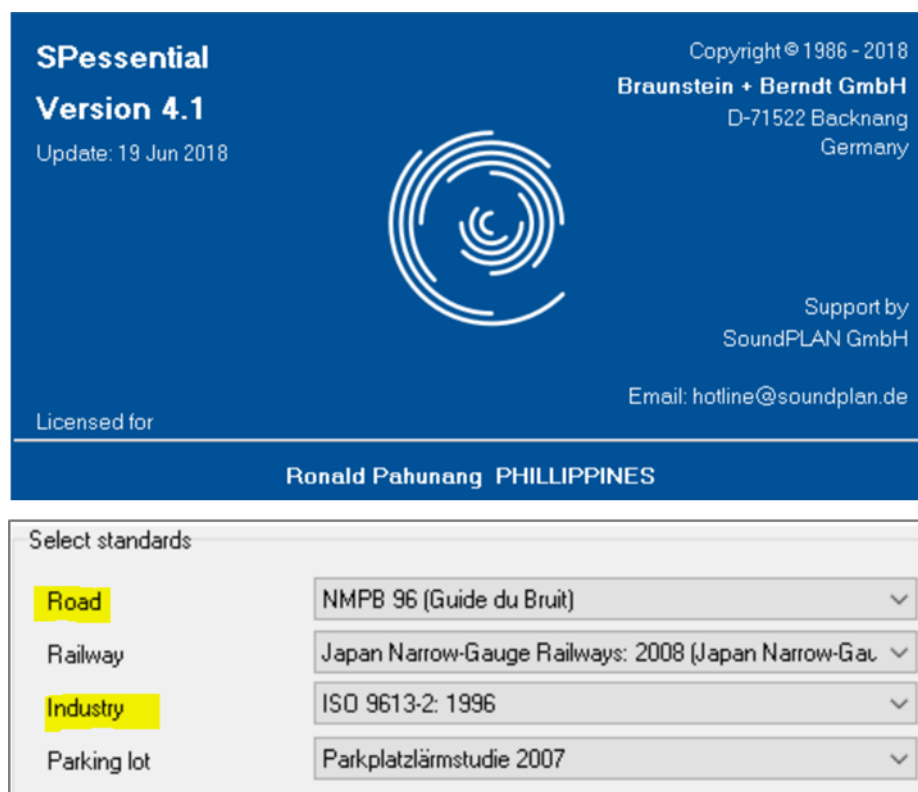 SPessential
Version 4.1
Update: 19 Jun 2018
Copyright © 1986 - 2018
Braunstein + Berndt GmbH
D-71522 Backnang
Germany
Support by
SoundPLAN GmbH
Email: hotline@soundplan.de
Licensed for
Ronald Pahunang PHILLIPPINES
Select standards
Road NMPB 96 (Guide du Bruit)
Railway Japan Narrow-Gauge Railways: 2008 (Japan Narrow-Gau
Industry ISO 9613-2: 1996
Parking lot Parkplatzlärmstudie 2007